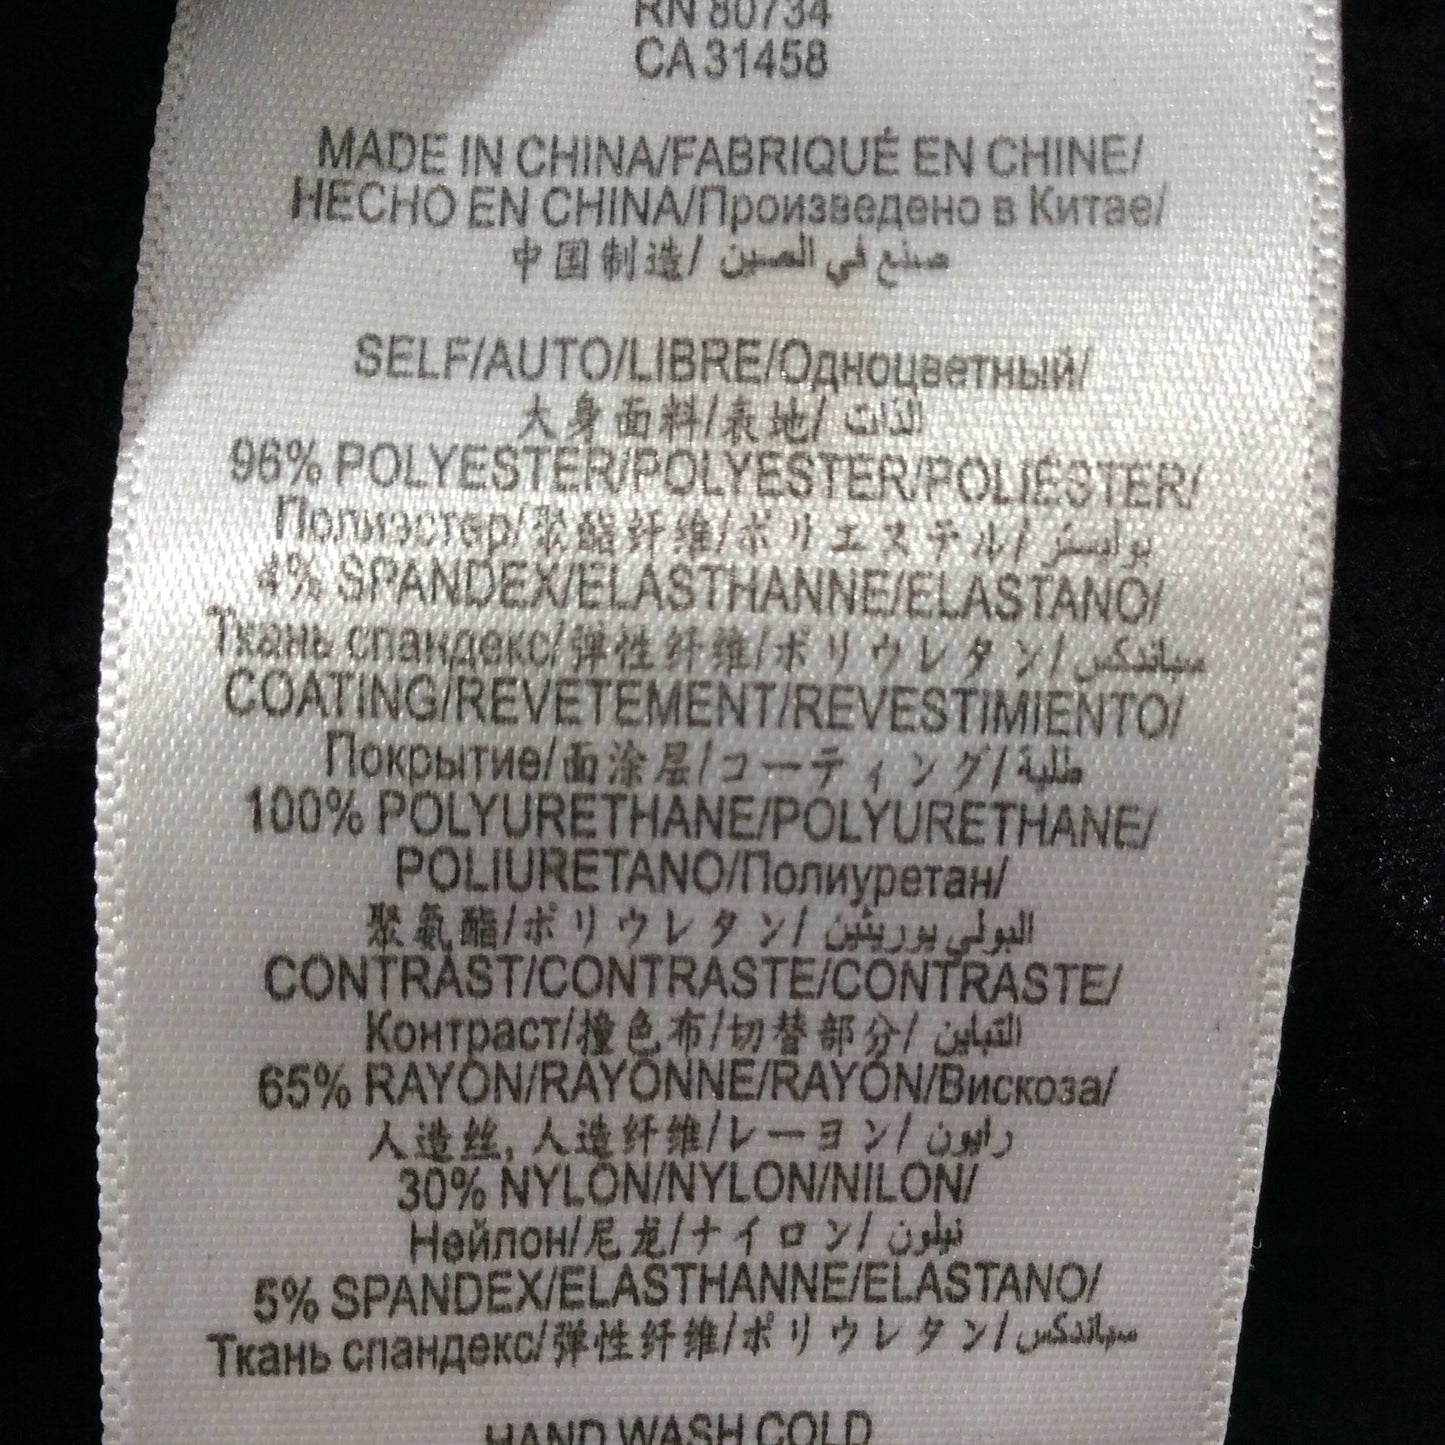 RN 80734
CA 31458
MADE IN CHINA/FABRIQUÉ EN CHINE/
HECHO EN CHINA/Произведено в Китае/
中国制造/ صنع في الصين
SELF/AUTO/LIBRE/Одноцветный/
大身面料/表地/ الذات
96% POLYESTER/POLYESTER/POLIÉSTER/
Полиэстер/聚酯纤维/ポリエステル/ بوليستر
4% SPANDEX/ELASTHANNE/ELASTANO/
Ткань спандекс/弹性纤维/ポリウレタン/ سباندكس
COATING/REVETEMENT/REVESTIMIENTO/
Покрытие/面涂层/コーティング/ طلية
100% POLYURETHANE/POLYURETHANE/
POLIURETANO/Полиуретан/
聚氨酯/ポリウレタン/ البولي يوريثين
CONTRAST/CONTRASTE/CONTRASTE/
Контраст/撞色布/切替部分/ التباين
65% RAYON/RAYONNE/RAYON/Вискоза/
人造丝, 人造纤维/レーヨン/ رايون
30% NYLON/NYLON/NILON/
Нейлон/尼龙/ナイロン/ نيلون
5% SPANDEX/ELASTHANNE/ELASTANO/
Ткань спандекс/弹性纤维/ポリウレタン/ سباندكس
HAND WASH COLD